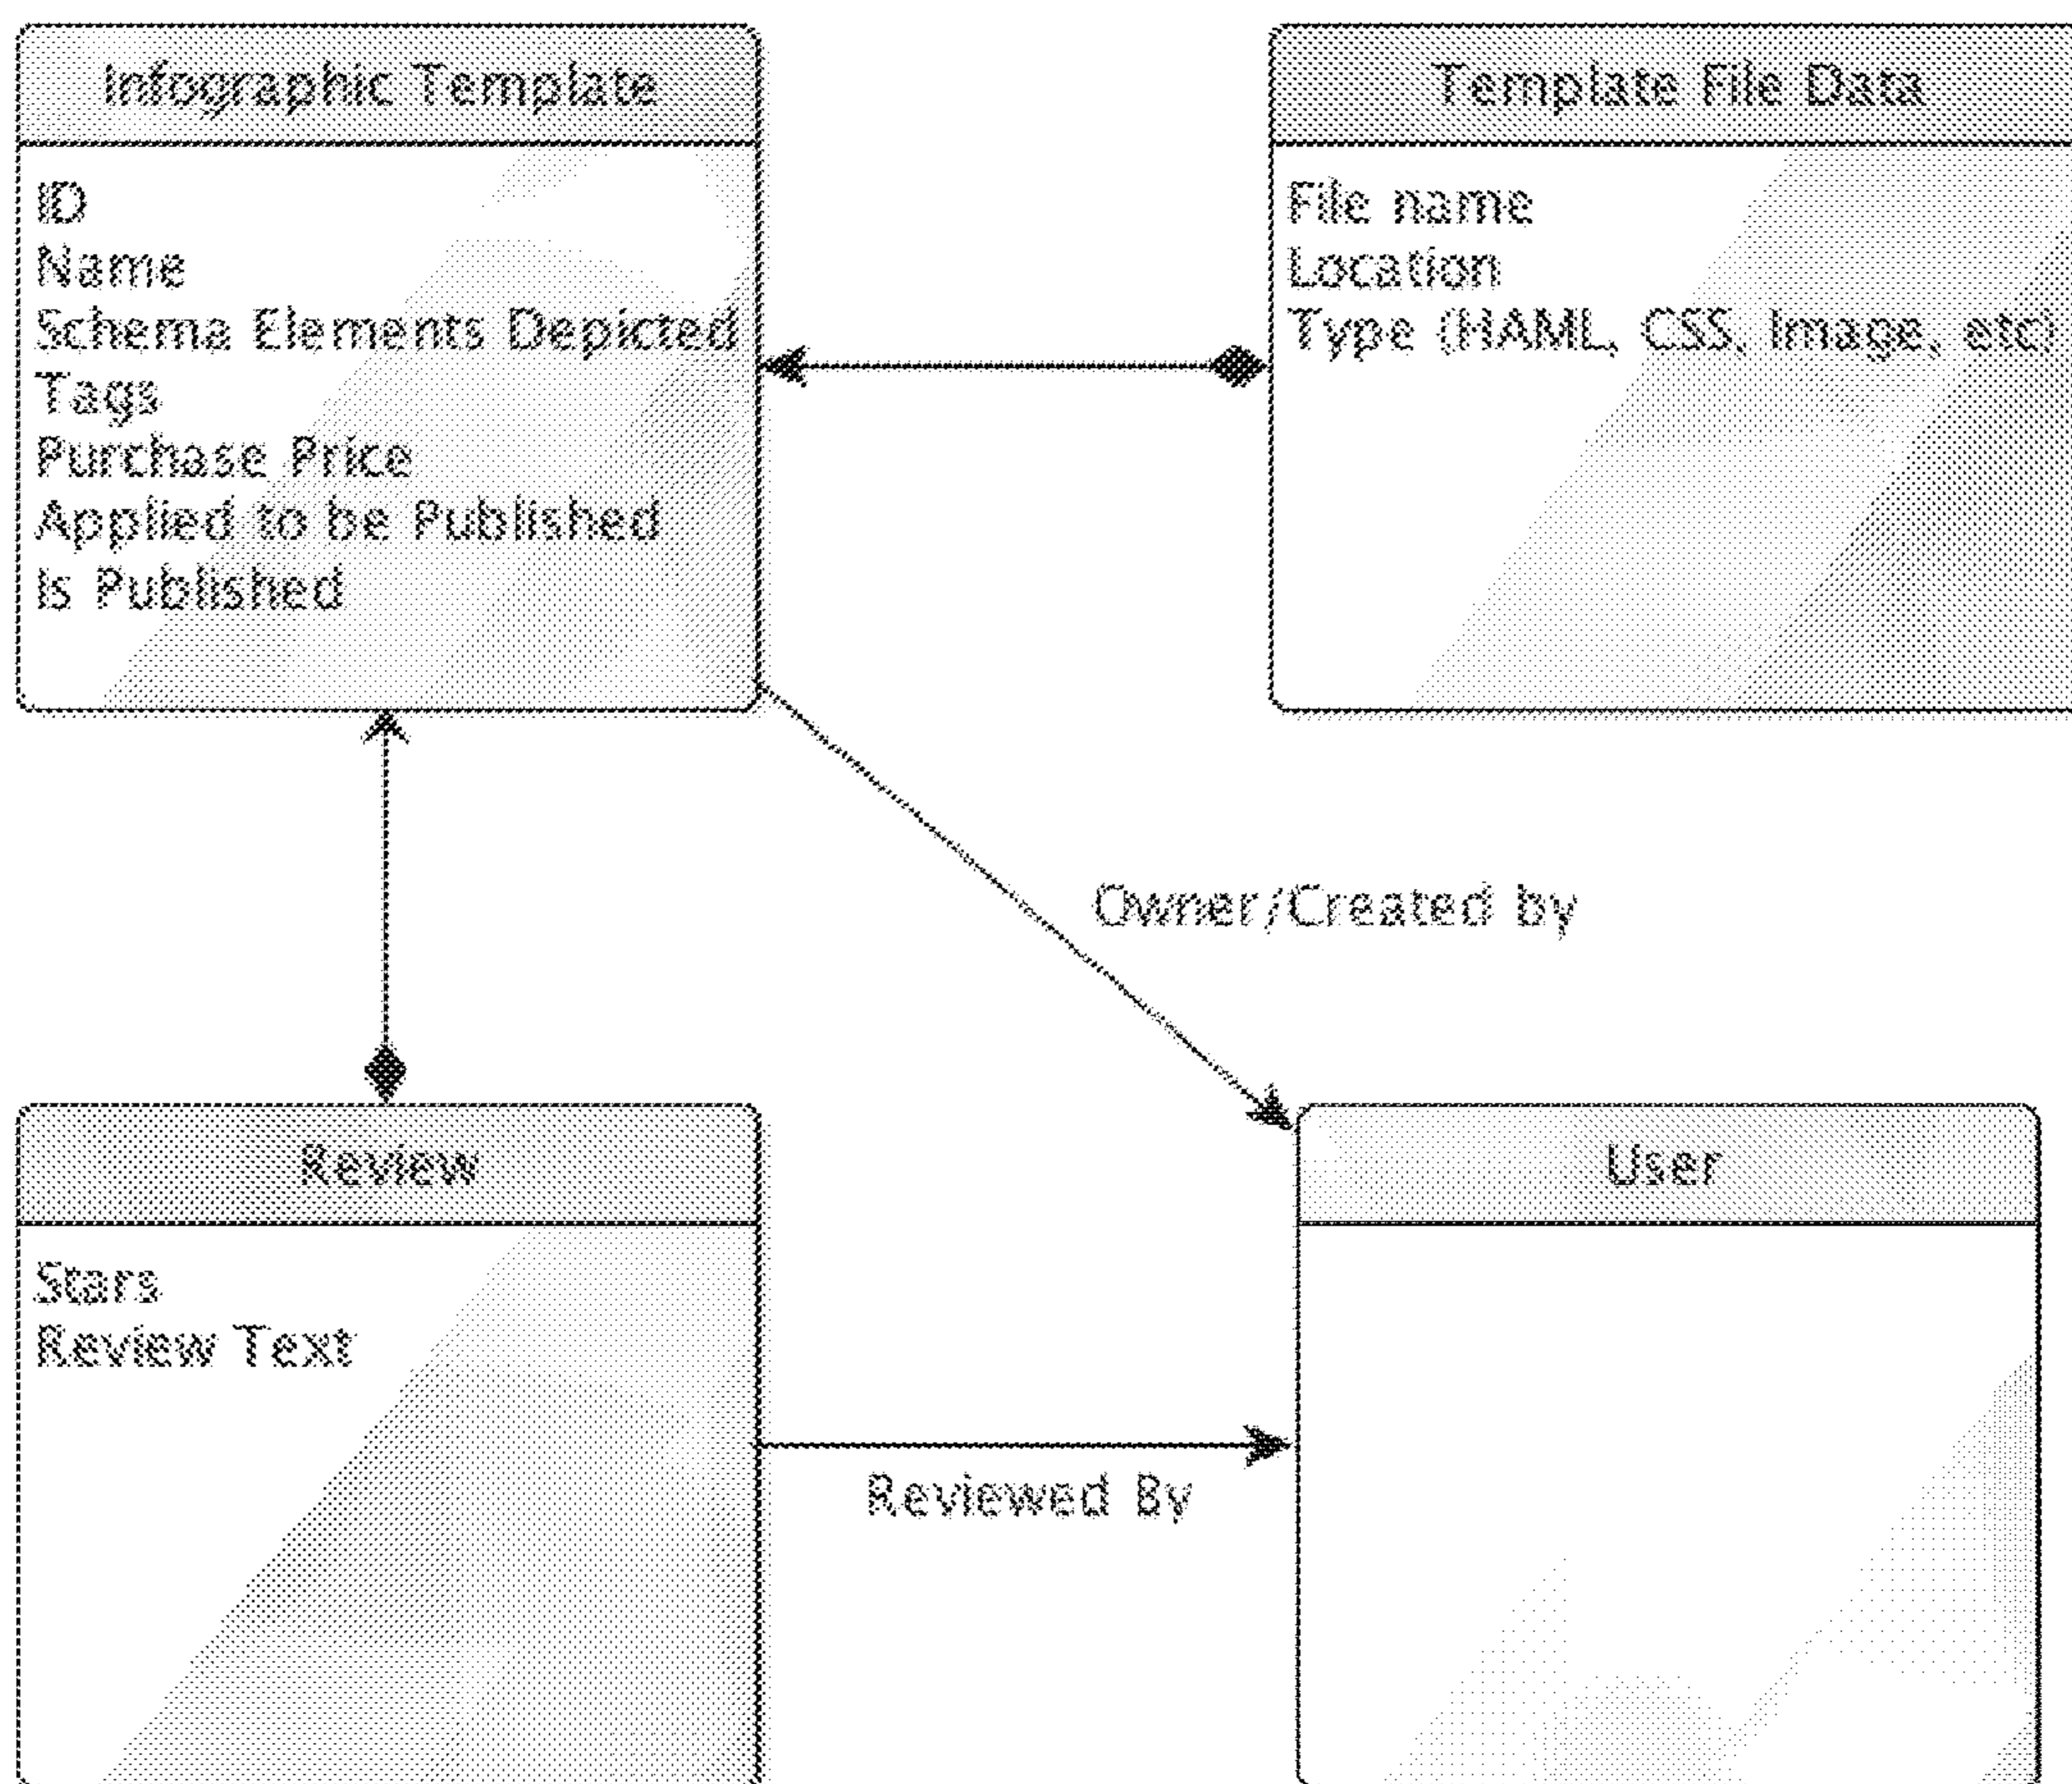 Infographic Template
ID
Name
Schema Elements Depicted
Tags
Purchase Price
Applied to be Published
Is Published
Template File Data
File name
Location
Type (HAML, CSS, Image, etc)
Owner/Created by
Review
Stars
Review Text
Reviewed By
User